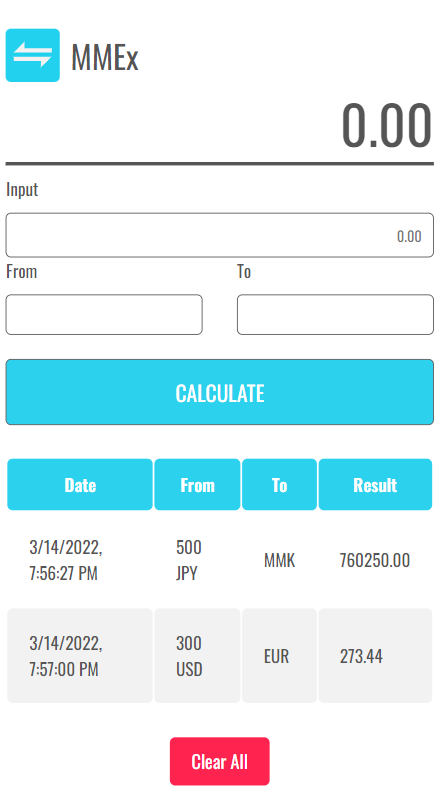 MMEx
0.00
Input
0.00
From To
CALCULATE
Date From To Result
3/14/2022, 7:56:27 PM 500 JPY MMK 760250.00
3/14/2022, 7:57:00 PM 300 USD EUR 273.44
Clear All